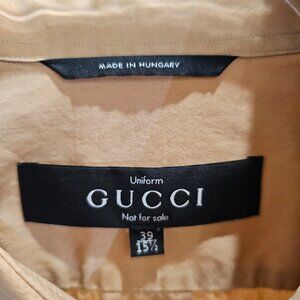 MADE IN HUNGARY
Uniform
GUCCI
Not for sale
39
15½